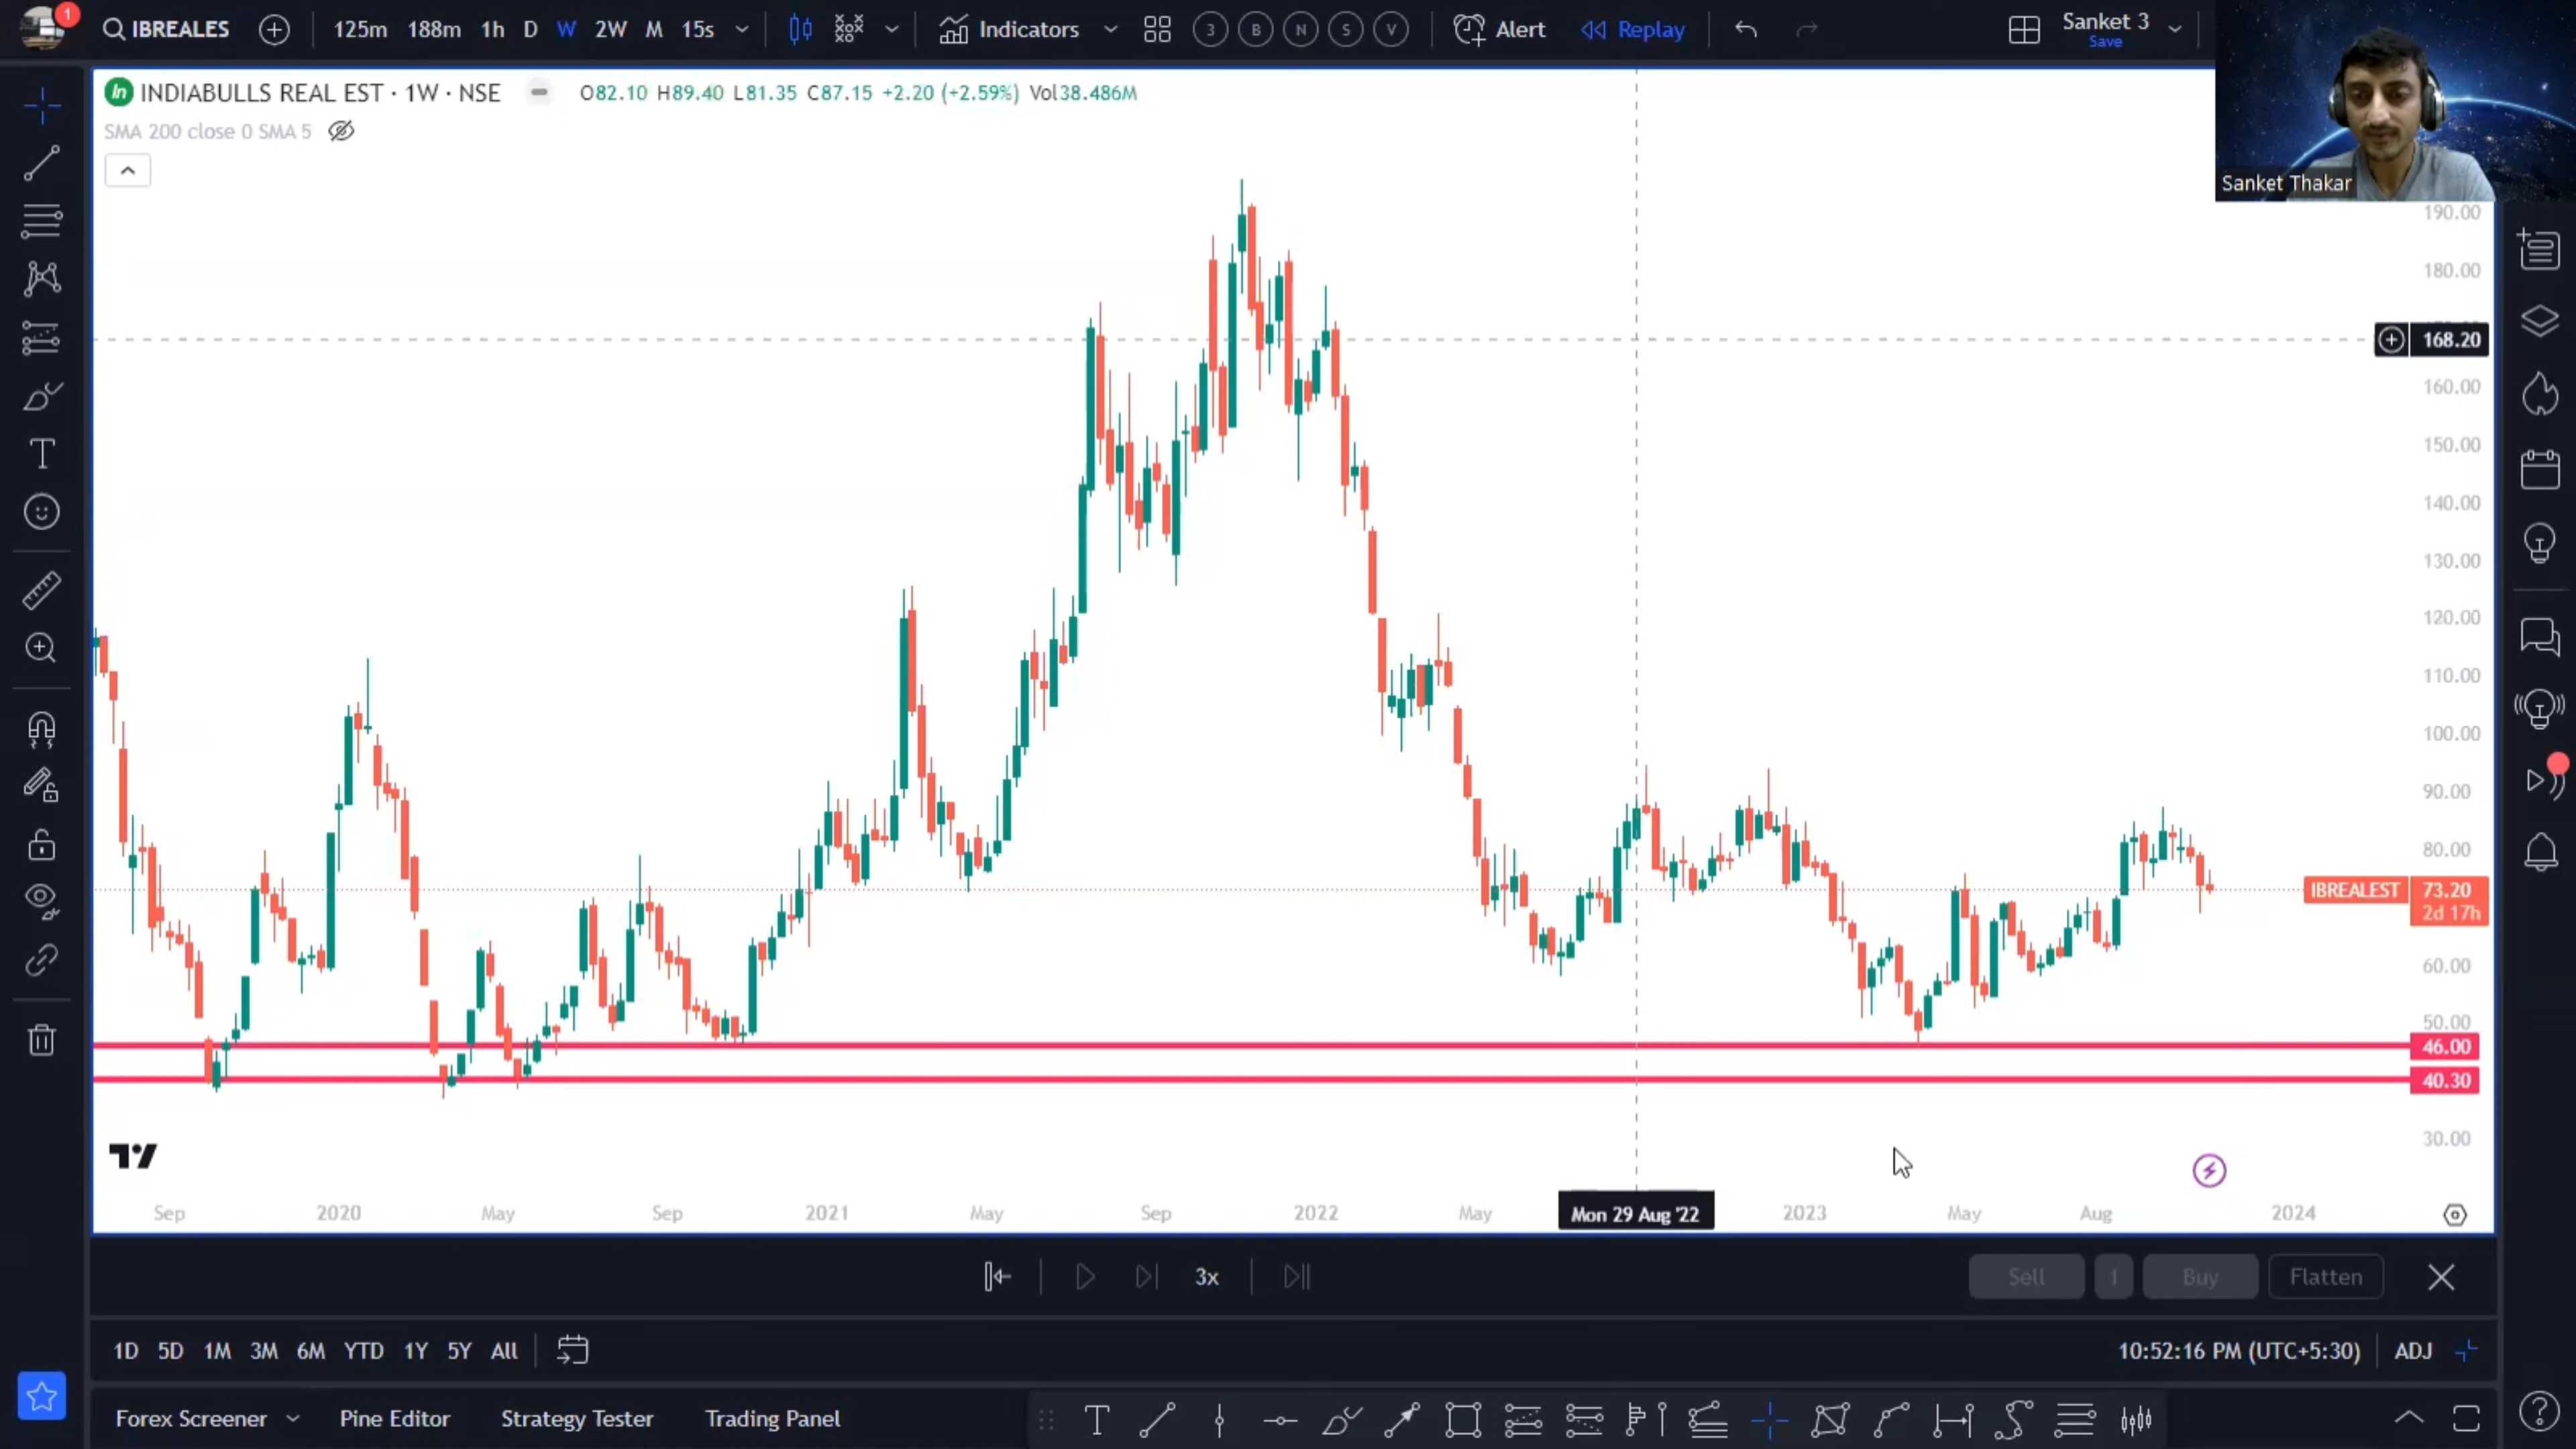 1
IBREALES 125m 188m 1h D W 2W M 15s Indicators 3 B N S V Alert Replay Sanket 3
Save
In INDIABULLS REAL EST · 1W · NSE O82.10 H89.40 L81.35 C87.15 +2.20 (+2.59%) Vol38.486M
SMA 200 close 0 SMA 5
Sanket Thakar
190.00
180.00
168.20
160.00
150.00
140.00
130.00
120.00
110.00
100.00
90.00
80.00
IBREALEST 73.20
2d 17h
60.00
50.00
46.00
40.30
30.00
Sep 2020 May Sep 2021 May Sep 2022 May Mon 29 Aug '22 2023 May Aug 2024
3x Sell 1 Buy Flatten
1D 5D 1M 3M 6M YTD 1Y 5Y All 10:52:16 PM (UTC+5:30) ADJ
Forex Screener Pine Editor Strategy Tester Trading Panel